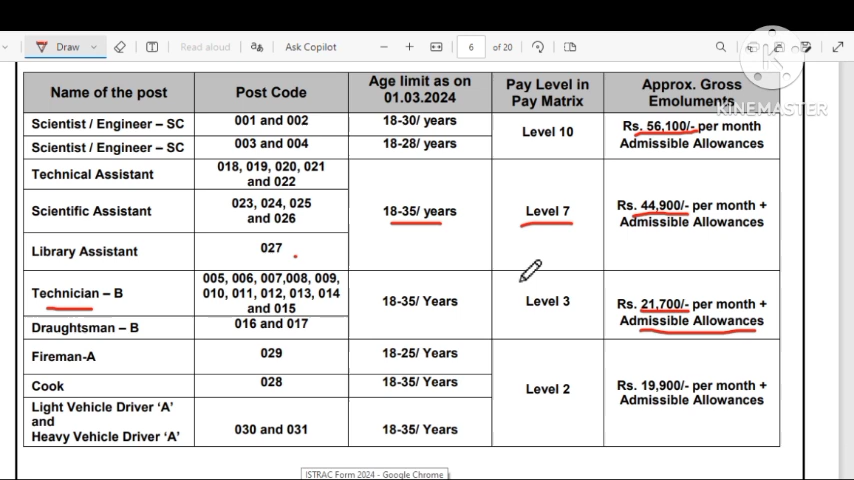 Draw
Read aloud
Ask Copilot
6
of 20
KINEMASTER
Name of the post
Post Code
Age limit as on
01.03.2024
Pay Level in
Pay Matrix
Approx. Gross
Emoluments
Scientist / Engineer – SC
001 and 002
18-30/ years
Level 10
Rs. 56,100/- per month
Admissible Allowances
Scientist / Engineer – SC
003 and 004
18-28/ years
Technical Assistant
018, 019, 020, 021
and 022
18-35/ years
Level 7
Rs. 44,900/- per month +
Admissible Allowances
Scientific Assistant
023, 024, 025
and 026
Library Assistant
027
Technician – B
005, 006, 007,008, 009,
010, 011, 012, 013, 014
and 015
18-35/ Years
Level 3
Rs. 21,700/- per month +
Admissible Allowances
Draughtsman – B
016 and 017
Fireman-A
029
18-25/ Years
Level 2
Rs. 19,900/- per month +
Admissible Allowances
Cook
028
18-35/ Years
Light Vehicle Driver ‘A’
and
Heavy Vehicle Driver ‘A’
030 and 031
18-35/ Years
ISTRAC Form 2024 - Google Chrome